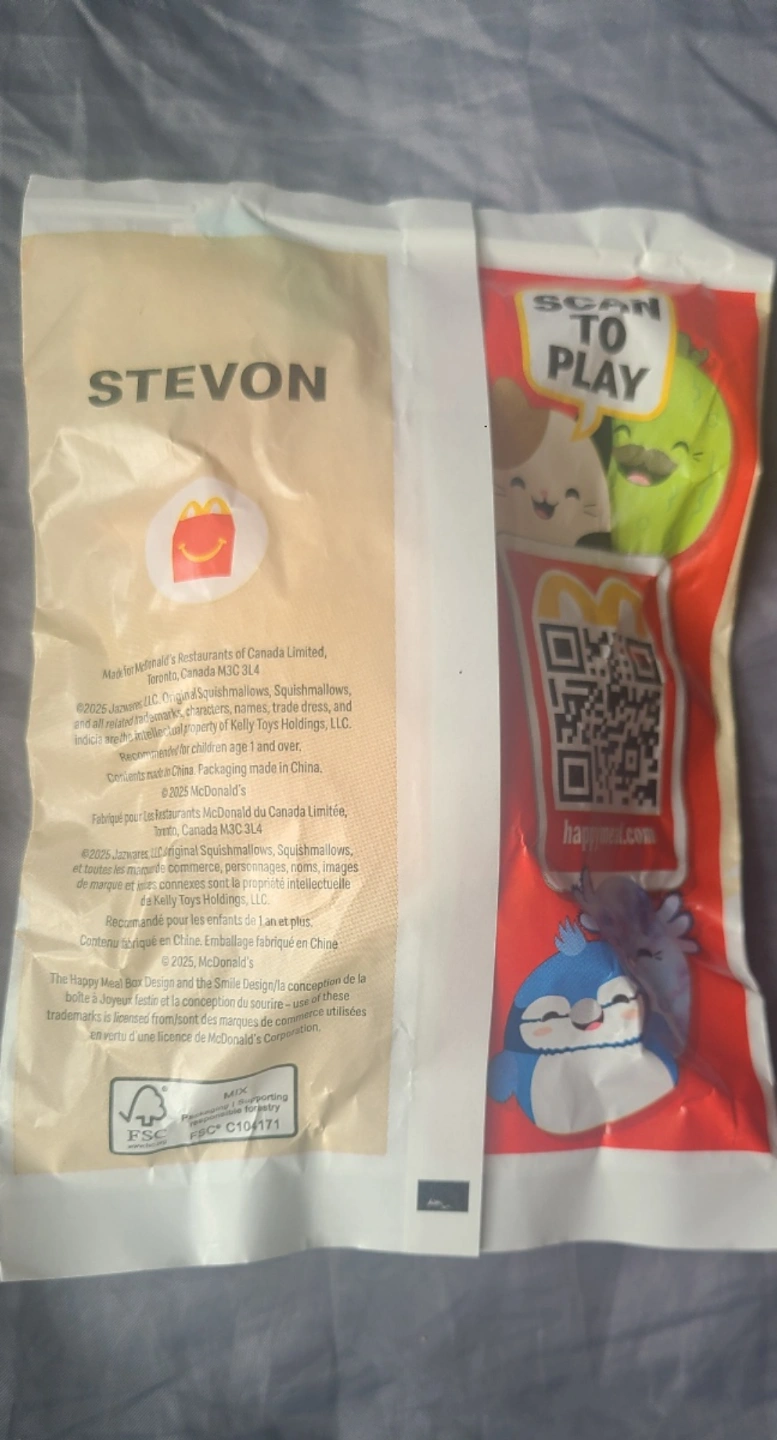 STEVON
Made for McDonald's Restaurants of Canada Limited,
Toronto, Canada M3C 3L4
©2025 Jazwares, LLC. Original Squishmallows, Squishmallows,
and all related trademarks, characters, names, trade dress, and
indicia are the intellectual property of Kelly Toys Holdings, LLC.
Recommended for children age 1 and over.
Contents made in China. Packaging made in China.
©2025 McDonald's
Fabriqué pour Les Restaurants McDonald du Canada Limitée,
Toronto, Canada M3C 3L4
©2025 Jazwares, LLC Original Squishmallows, Squishmallows,
et toutes les marques de commerce, personnages, noms, images
de marque et connexes sont la propriété intellectuelle
de Kelly Toys Holdings, LLC.
Recommandé pour les enfants de 1 an et plus.
Contenu fabriqué en Chine. Emballage fabriqué en Chine
© 2025, McDonald's
The Happy Meal Box Design and the Smile Design/la conception de la
boîte à Joyeux festin et la conception du sourire – use of these
trademarks is licensed from/sont des marques de commerce utilisées
en vertu d'une licence de McDonald's Corporation.
FSC
MIX
Packaging | Supporting
responsible forestry
FSC® C104171
SCAN
TO
PLAY
happymeal.com